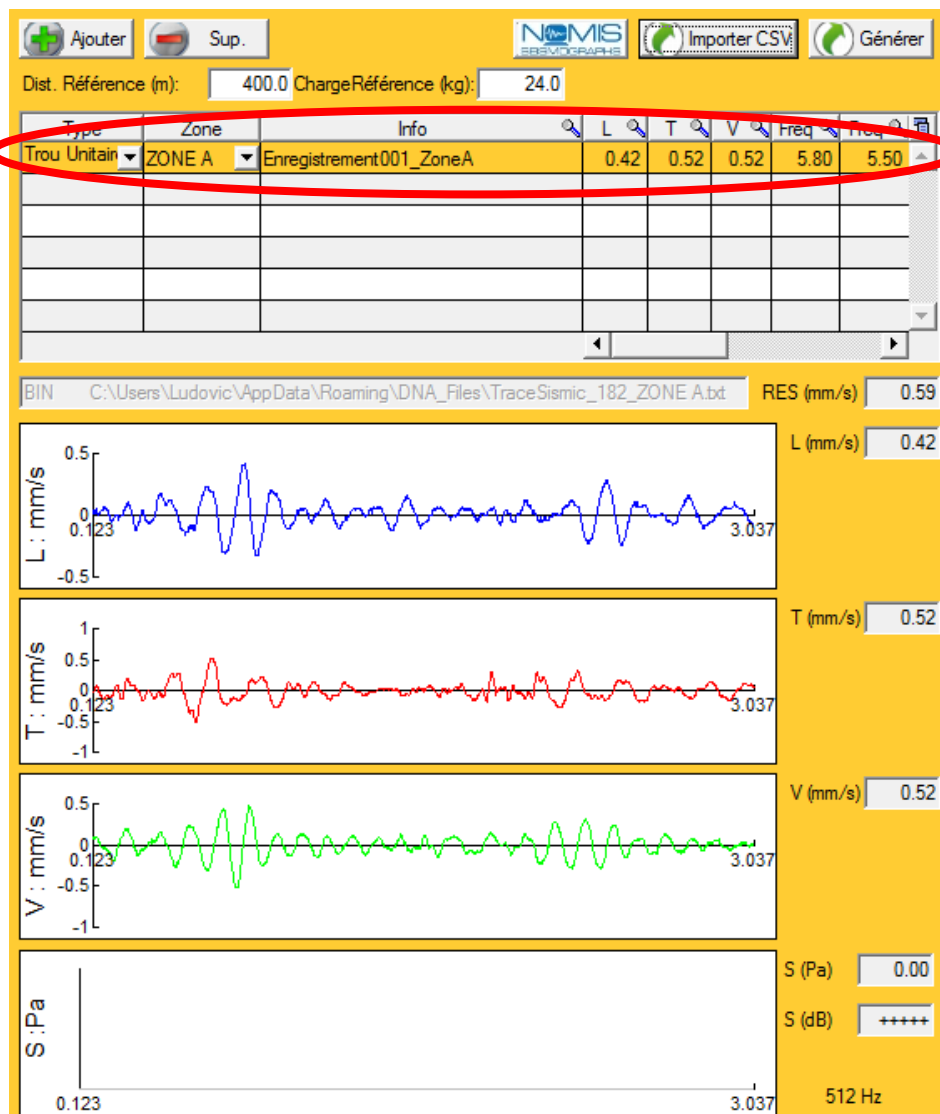 Ajouter Sup. NOMIS SEISMOGRAPHS Importer CSV Générer
Dist. Référence (m): 400.0 Charge Référence (kg): 24.0
Type Zone Info L T V Freq Freq
Trou Unitair ZONE A Enregistrement001_ZoneA 0.42 0.52 0.52 5.80 5.50
BIN C:\Users\Ludovic\AppData\Roaming\DNA_Files\TraceSismic_182_ZONE A.txt RES (mm/s) 0.59
L : mm/s 0.5 0 -0.5 0.123 3.037 L (mm/s) 0.42
T : mm/s 1 0.5 0 -0.5 -1 0.123 3.037 T (mm/s) 0.52
V : mm/s 0.5 0 -0.5 -1 0.123 3.037 V (mm/s) 0.52
S :Pa 0.123 3.037 S (Pa) 0.00
S (dB) +++++
512 Hz